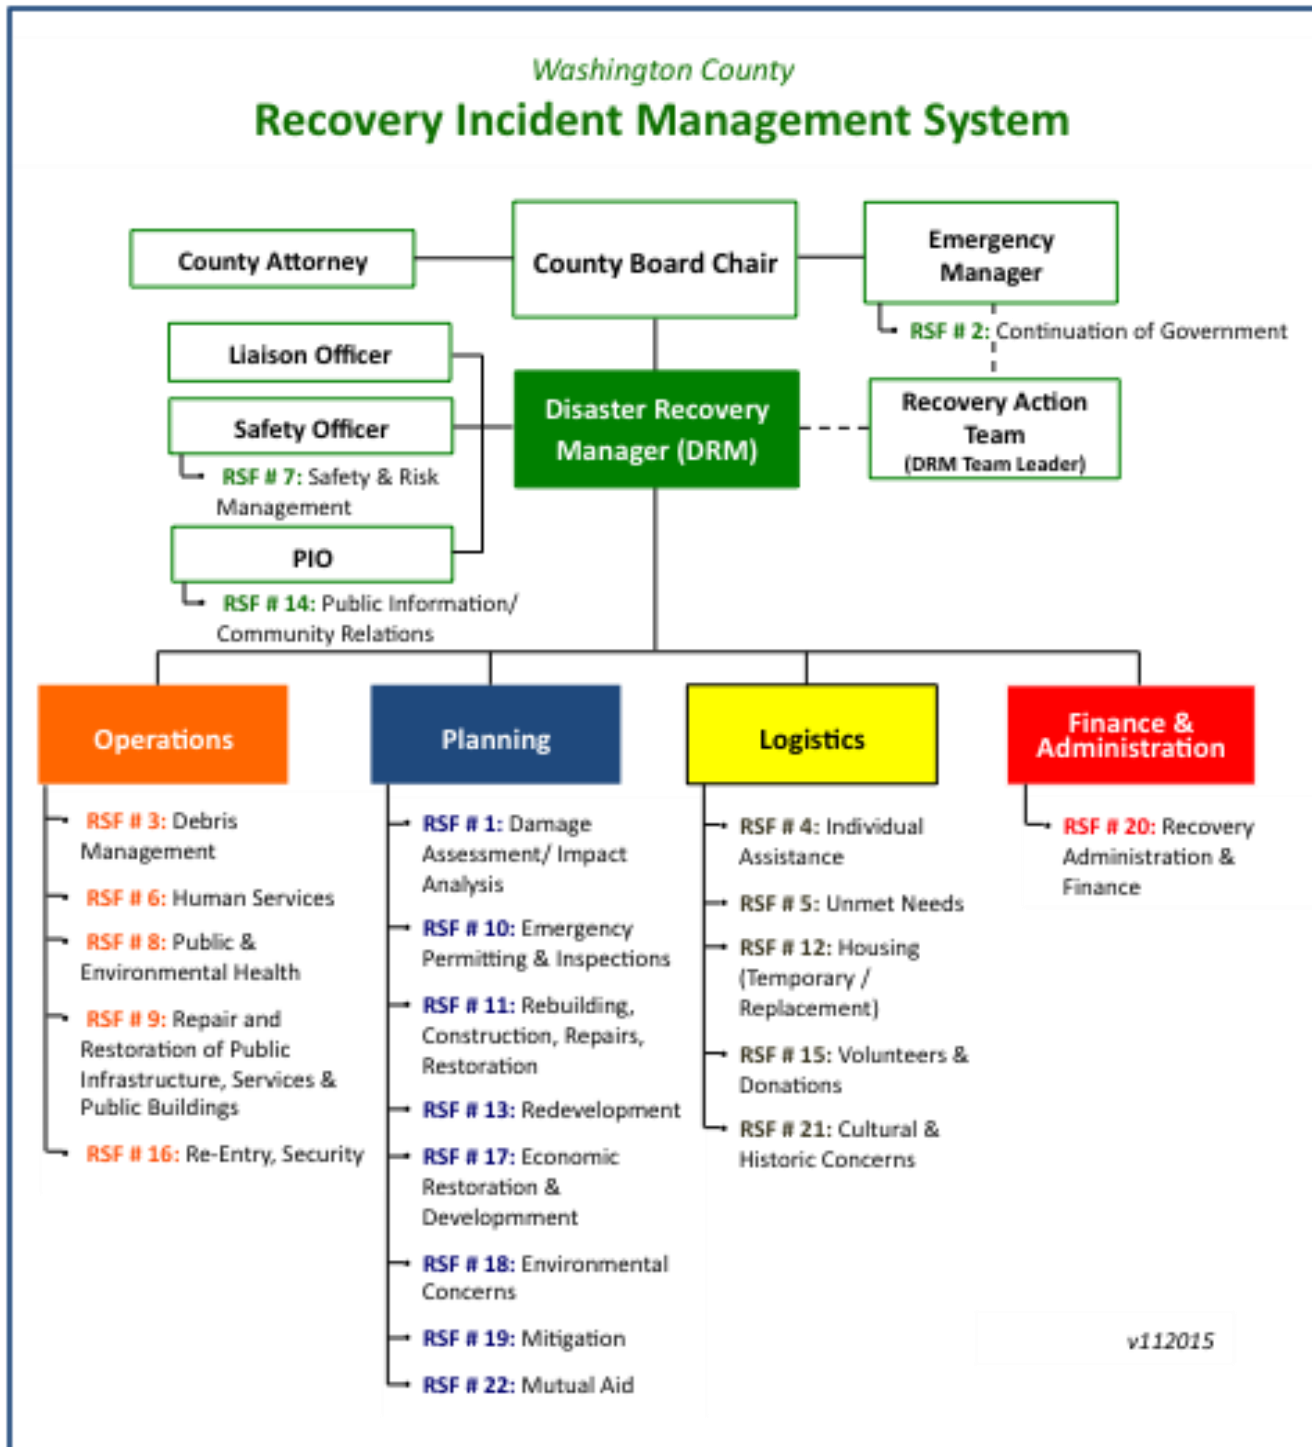 Washington County
Recovery Incident Management System
County Attorney
County Board Chair
Emergency
Manager
RSF # 2: Continuation of Government
Liaison Officer
Safety Officer
RSF # 7: Safety & Risk
Management
PIO
RSF # 14: Public Information/
Community Relations
Disaster Recovery
Manager (DRM)
Recovery Action
Team
(DRM Team Leader)
Operations
RSF # 3: Debris
Management
RSF # 6: Human Services
RSF # 8: Public &
Environmental Health
RSF # 9: Repair and
Restoration of Public
Infrastructure, Services &
Public Buildings
RSF # 16: Re-Entry, Security
Planning
RSF # 1: Damage
Assessment/ Impact
Analysis
RSF # 10: Emergency
Permitting & Inspections
RSF # 11: Rebuilding,
Construction, Repairs,
Restoration
RSF # 13: Redevelopment
RSF # 17: Economic
Restoration &
Developmment
RSF # 18: Environmental
Concerns
RSF # 19: Mitigation
RSF # 22: Mutual Aid
Logistics
RSF # 4: Individual
Assistance
RSF # 5: Unmet Needs
RSF # 12: Housing
(Temporary /
Replacement)
RSF # 15: Volunteers &
Donations
RSF # 21: Cultural &
Historic Concerns
Finance &
Administration
RSF # 20: Recovery
Administration &
Finance
v112015